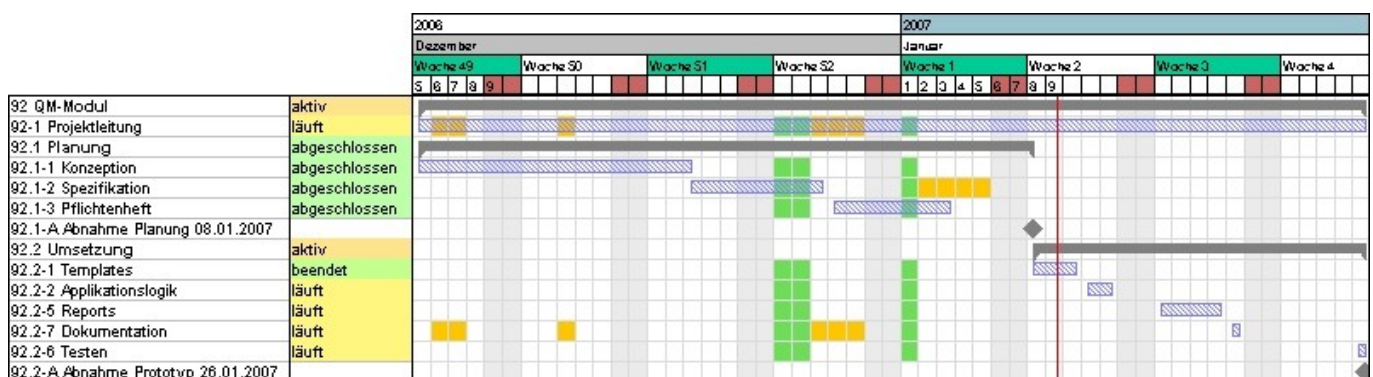 2006 2007
Dezember Januar
Woche 49 Woche 50 Woche 51 Woche 52 Woche 1 Woche 2 Woche 3 Woche 4
5 6 7 8 9 1 2 3 4 5 6 7 8 9
92 QM-Modul aktiv
92-1 Projektleitung läuft
92.1 Planung abgeschlossen
92.1-1 Konzeption abgeschlossen
92.1-2 Spezifikation abgeschlossen
92.1-3 Pflichtenheft abgeschlossen
92.1-A Abnahme Planung 08.01.2007
92.2 Umsetzung aktiv
92.2-1 Templates beendet
92.2-2 Applikationslogik läuft
92.2-5 Reports läuft
92.2-7 Dokumentation läuft
92.2-6 Testen läuft
92.2-A Abnahme Prototyp 26.01.2007